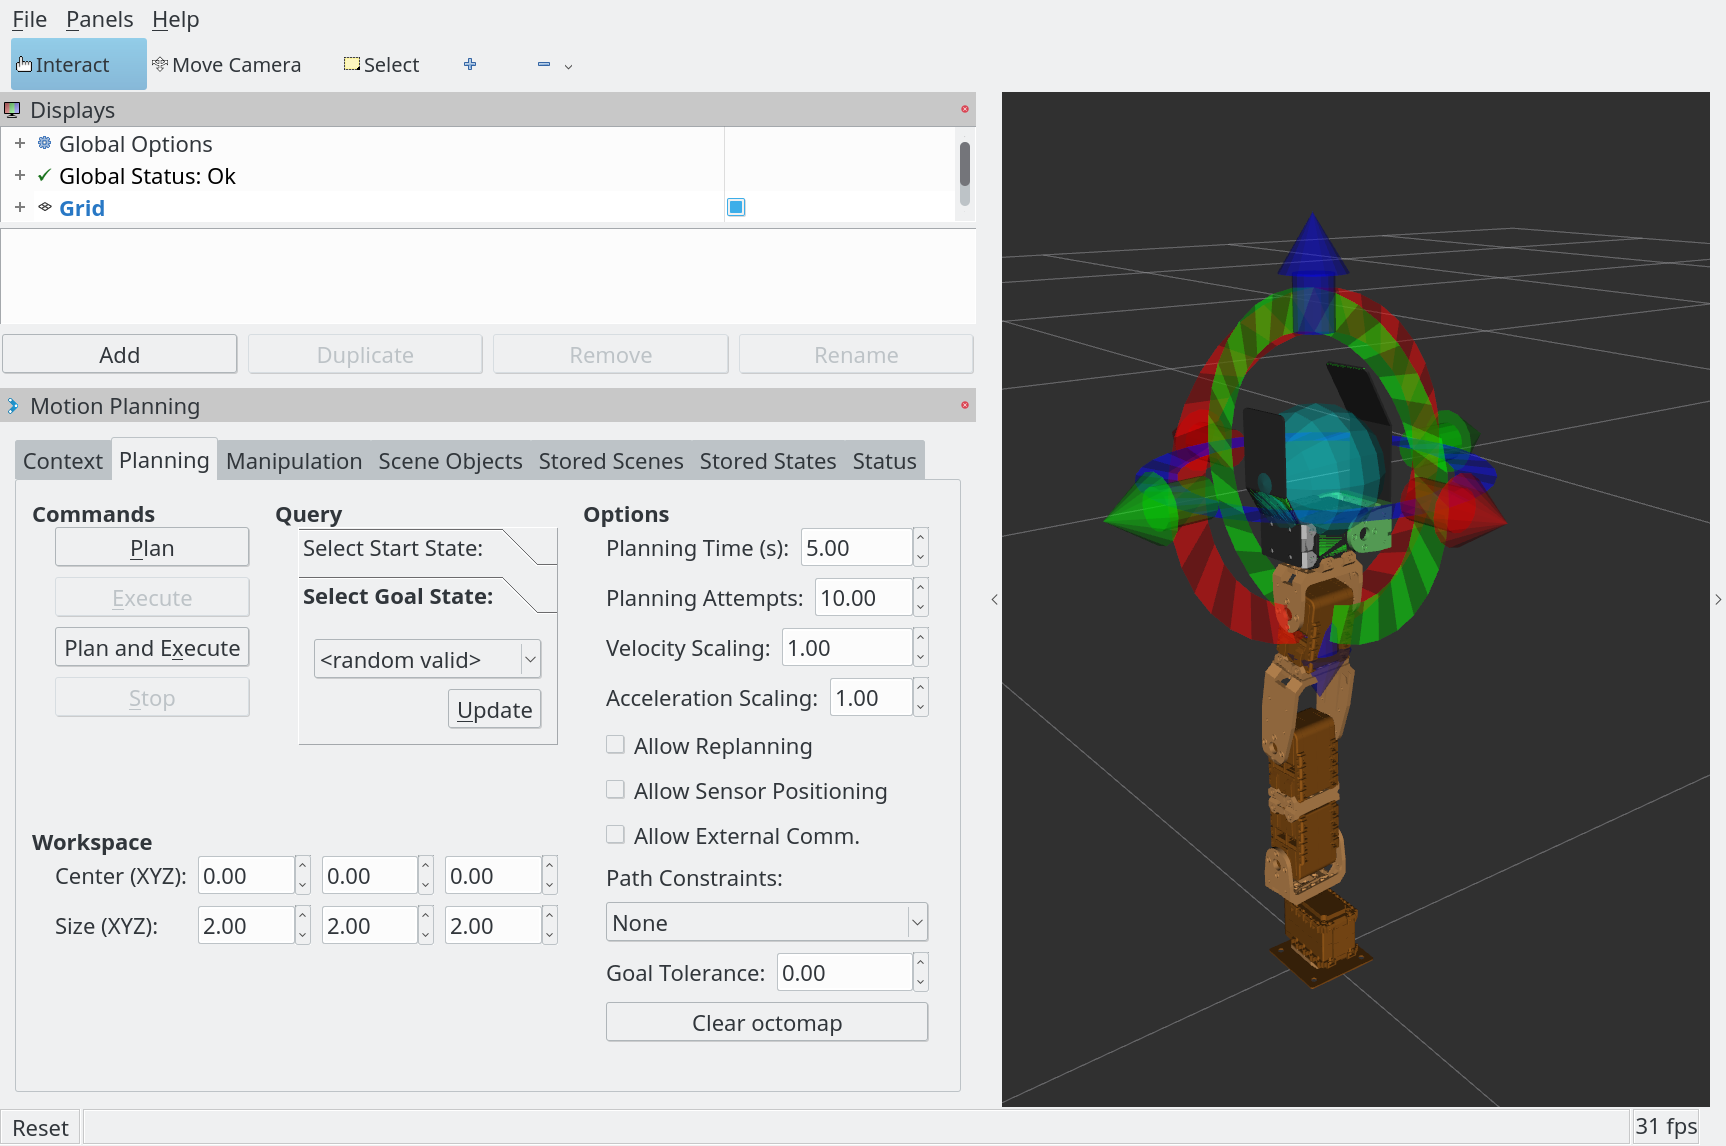 File Panels Help
Interact Move Camera Select
Displays
Global Options
Global Status: Ok
Grid
Add Duplicate Remove Rename
Motion Planning
Context Planning Manipulation Scene Objects Stored Scenes Stored States Status
Commands
Plan
Execute
Plan and Execute
Stop
Query
Select Start State:
Select Goal State:
<random valid>
Update
Options
Planning Time (s): 5.00
Planning Attempts: 10.00
Velocity Scaling: 1.00
Acceleration Scaling: 1.00
Allow Replanning
Allow Sensor Positioning
Allow External Comm.
Path Constraints:
None
Goal Tolerance: 0.00
Clear octomap
Workspace
Center (XYZ): 0.00 0.00 0.00
Size (XYZ): 2.00 2.00 2.00
Reset
31 fps